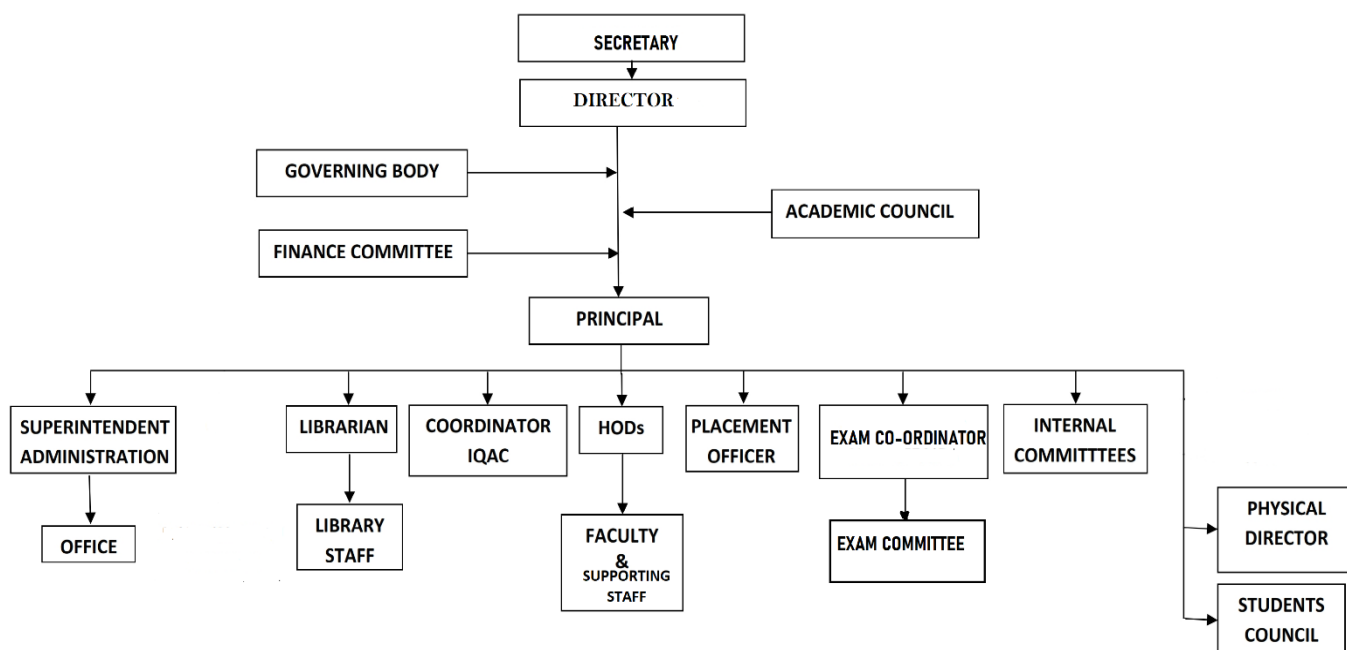 SECRETARY
DIRECTOR
GOVERNING BODY
ACADEMIC COUNCIL
FINANCE COMMITTEE
PRINCIPAL
SUPERINTENDENT
ADMINISTRATION
LIBRARIAN
COORDINATOR
IQAC
HODs
PLACEMENT
OFFICER
EXAM CO-ORDINATOR
INTERNAL
COMMITTTEES
OFFICE
LIBRARY
STAFF
FACULTY
&
SUPPORTING
STAFF
EXAM COMMITTEE
PHYSICAL
DIRECTOR
STUDENTS
COUNCIL